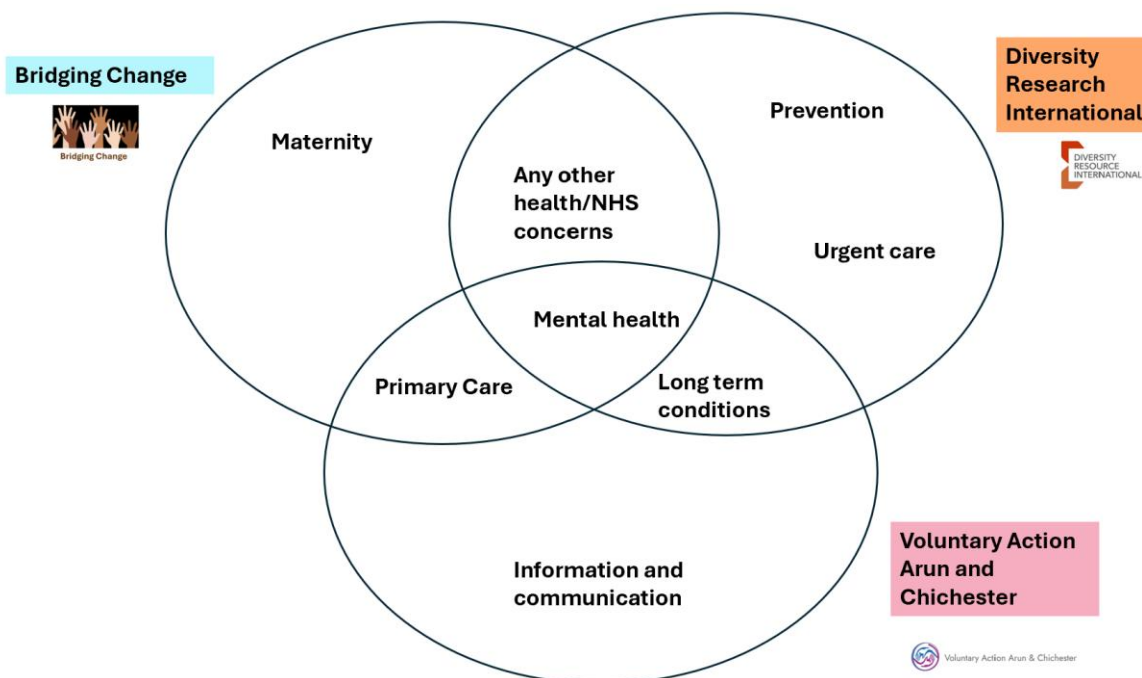 Bridging Change
Bridging Change
Diversity
Research
International
DIVERSITY
RESOURCE
INTERNATIONAL
Maternity
Prevention
Any other
health/NHS
concerns
Urgent care
Mental health
Primary Care
Long term
conditions
Information and
communication
Voluntary Action
Arun and
Chichester
Voluntary Action Arun & Chichester